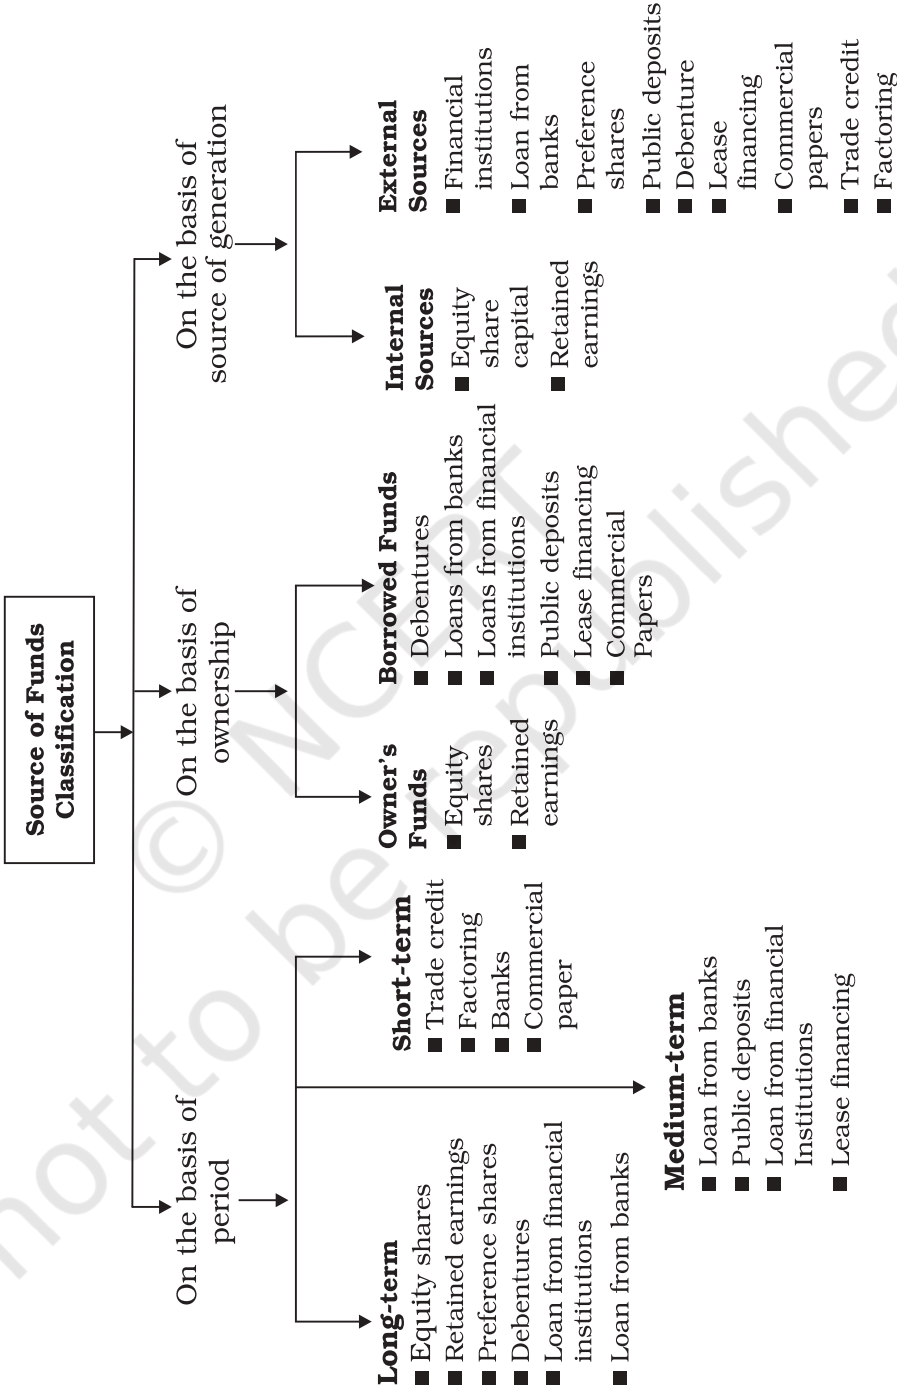 Source of Funds
Classification
On the basis of
period
On the basis of
ownership
On the basis of
source of generation
Long-term
■ Equity shares
■ Retained earnings
■ Preference shares
■ Debentures
■ Loan from financial
institutions
■ Loan from banks
Medium-term
■ Loan from banks
■ Public deposits
■ Loan from financial
Institutions
■ Lease financing
Short-term
■ Trade credit
■ Factoring
■ Banks
■ Commercial
paper
Owner's
Funds
■ Equity
shares
■ Retained
earnings
Borrowed Funds
■ Debentures
■ Loans from banks
■ Loans from financial
institutions
■ Public deposits
■ Lease financing
■ Commercial
Papers
Internal
Sources
■ Equity
share
capital
■ Retained
earnings
External
Sources
■ Financial
institutions
■ Loan from
banks
■ Preference
shares
■ Public deposits
■ Debenture
■ Lease
financing
■ Commercial
papers
■ Trade credit
■ Factoring
© NCERT
not to be republished